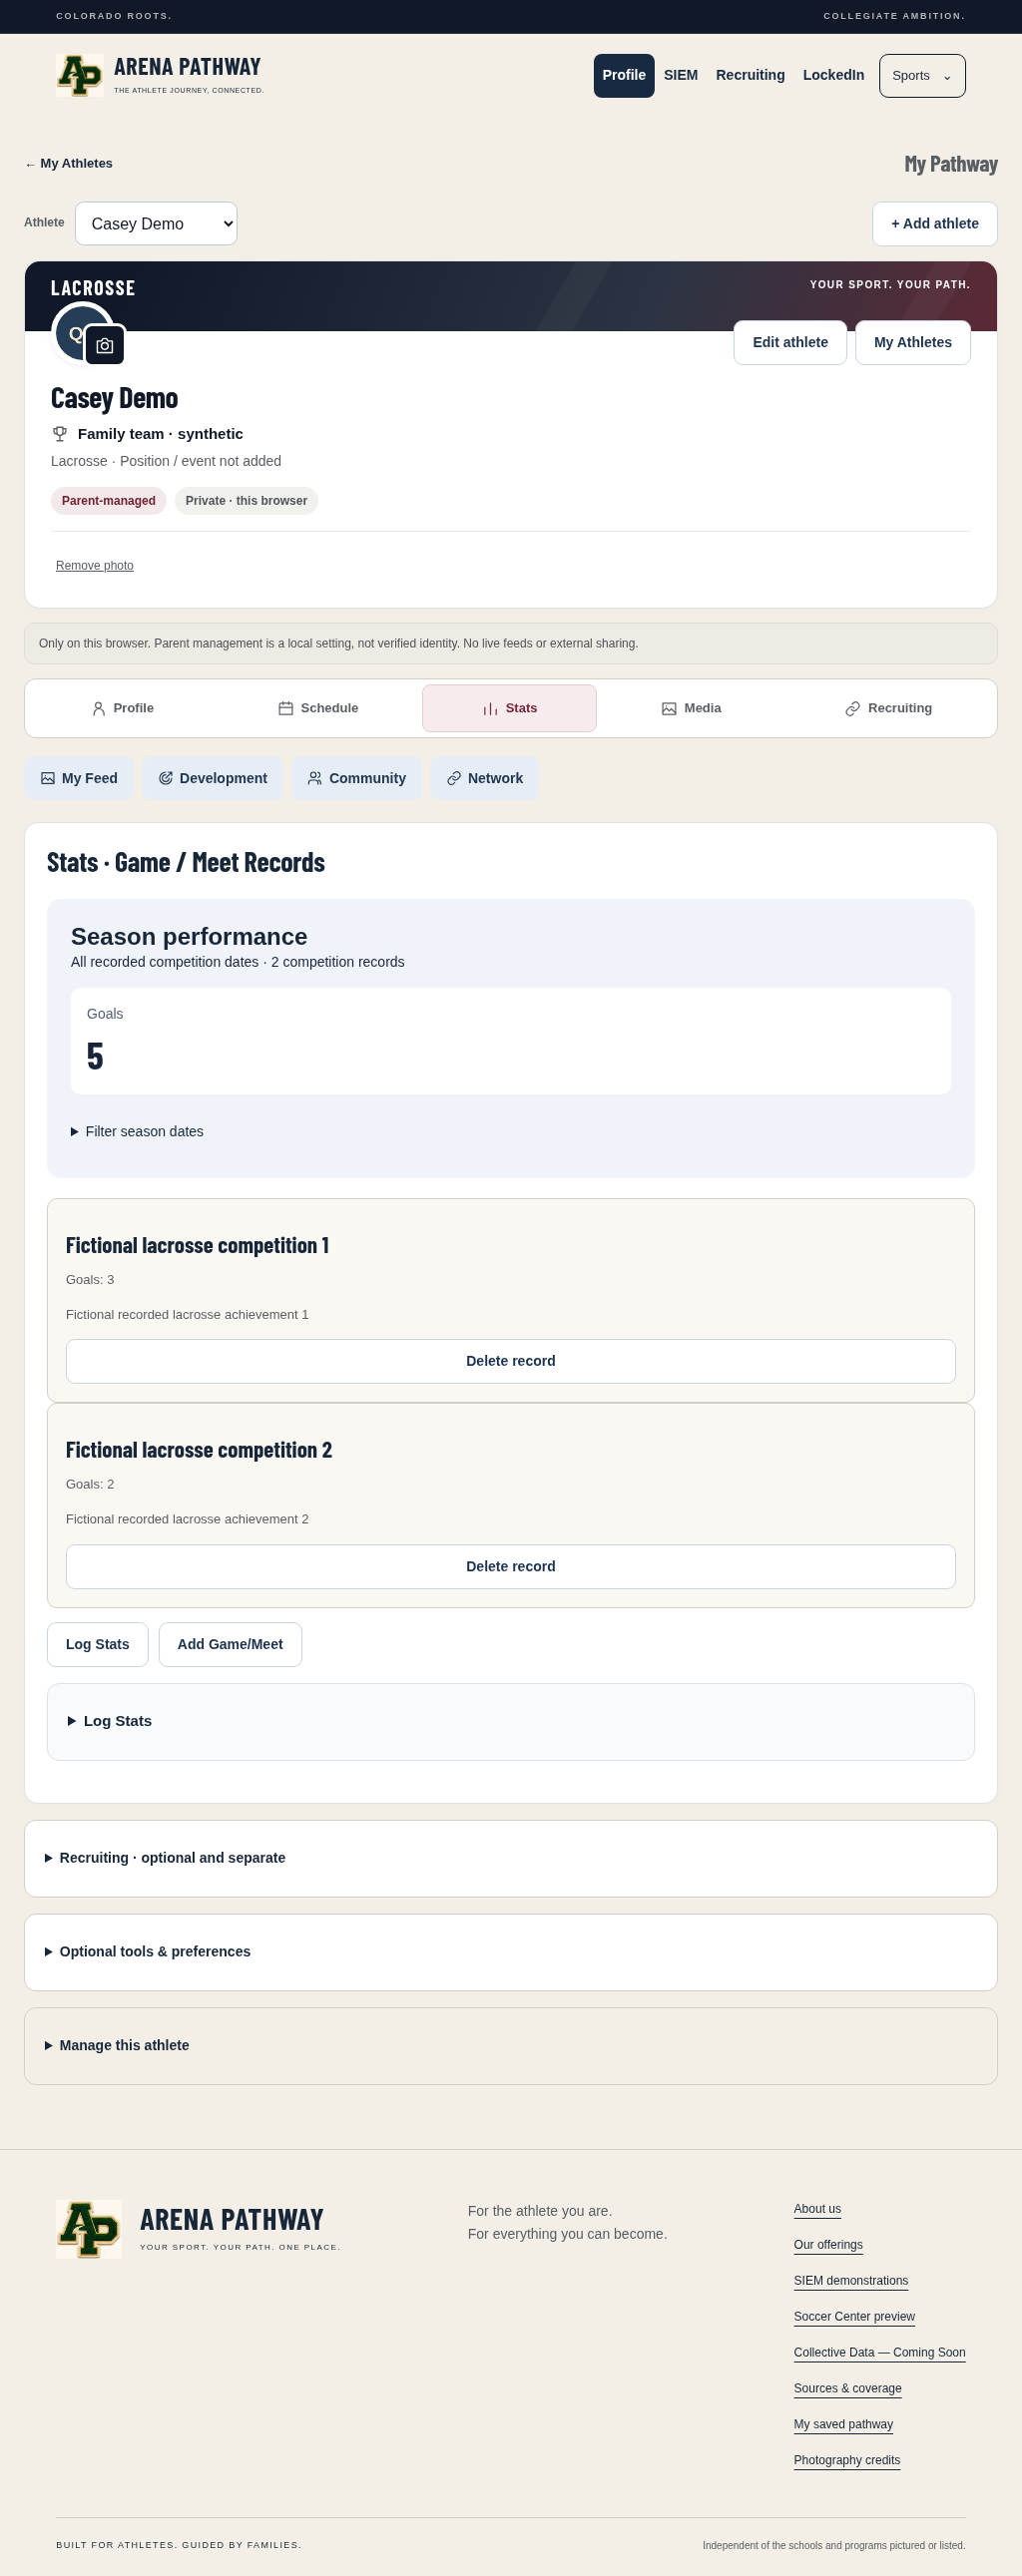 COLORADO ROOTS.
COLLEGIATE AMBITION.
AP
ARENA PATHWAY
THE ATHLETE JOURNEY, CONNECTED.
Profile
SIEM
Recruiting
LockedIn
Sports
← My Athletes
My Pathway
Athlete
Casey Demo
+ Add athlete
LACROSSE
YOUR SPORT. YOUR PATH.
Edit athlete
My Athletes
Casey Demo
Family team · synthetic
Lacrosse · Position / event not added
Parent-managed
Private · this browser
Remove photo
Only on this browser. Parent management is a local setting, not verified identity. No live feeds or external sharing.
Profile
Schedule
Stats
Media
Recruiting
My Feed
Development
Community
Network
Stats · Game / Meet Records
Season performance
All recorded competition dates · 2 competition records
Goals
5
Filter season dates
Fictional lacrosse competition 1
Goals: 3
Fictional recorded lacrosse achievement 1
Delete record
Fictional lacrosse competition 2
Goals: 2
Fictional recorded lacrosse achievement 2
Delete record
Log Stats
Add Game/Meet
Log Stats
Recruiting · optional and separate
Optional tools & preferences
Manage this athlete
AP
ARENA PATHWAY
YOUR SPORT. YOUR PATH. ONE PLACE.
For the athlete you are.
For everything you can become.
About us
Our offerings
SIEM demonstrations
Soccer Center preview
Collective Data — Coming Soon
Sources & coverage
My saved pathway
Photography credits
BUILT FOR ATHLETES. GUIDED BY FAMILIES.
Independent of the schools and programs pictured or listed.